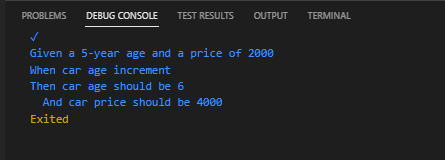 PROBLEMS DEBUG CONSOLE TEST RESULTS OUTPUT TERMINAL
✓
Given a 5-year age and a price of 2000
When car age increment
Then car age should be 6
And car price should be 4000
Exited